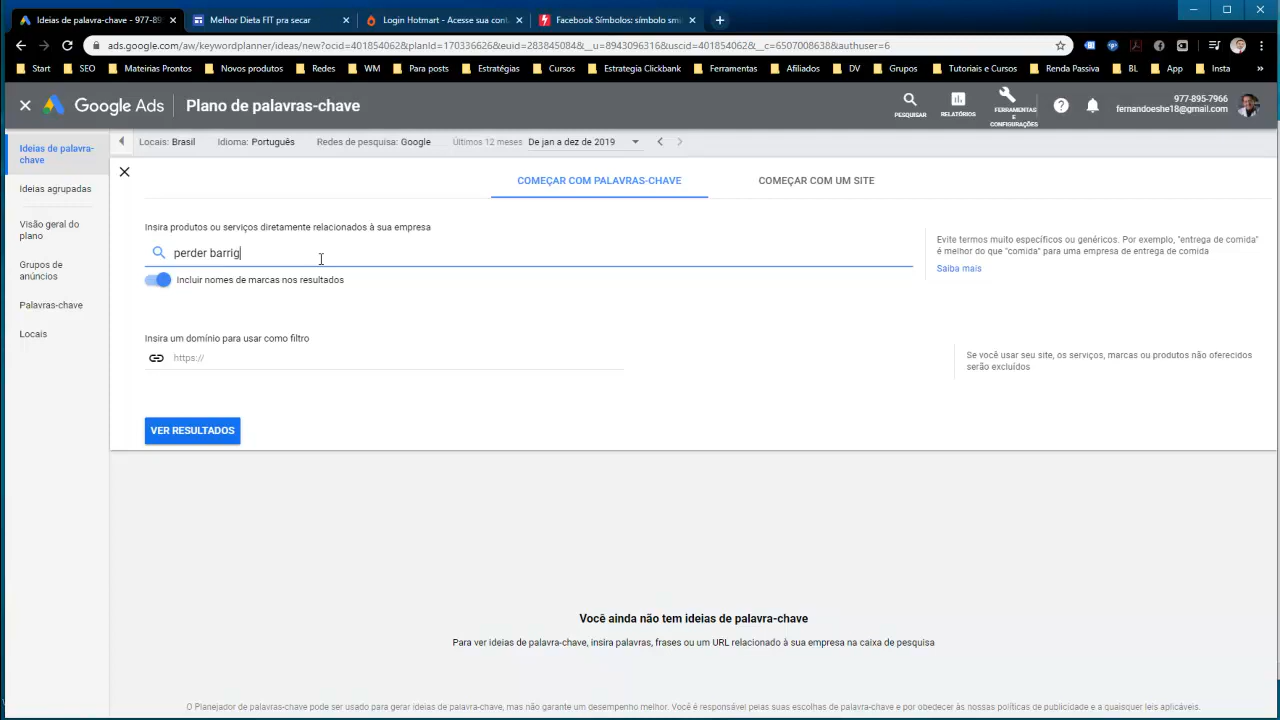 Ideias de palavras-chave - 977-89
Melhor Dieta FIT pra secar
Login Hotmart - Acesse sua con
Facebook Símbolos: símbolo sm
ads.google.com/aw/keywordplanner/ideas/new?ocid=401854062&planId=170336626&euid=283845084&__u=8943096316&uscid=401854062&__c=6507008638&authuser=6
Start
SEO
Mateirias Prontos
Novos produtos
Redes
WM
Para posts
Estratégias
Cursos
Estrategia Clickbank
Ferramentas
Afiliados
DV
Grupos
Tutoriais e Cursos
Renda Passiva
BL
App
Insta
Google Ads
Plano de palavras-chave
PESQUISAR
RELATÓRIOS
FERRAMENTAS
E
CONFIGURAÇÕES
977-895-7966
fernandoeshe18@gmail.com
Ideias de palavra-
chave
Ideias agrupadas
Visão geral do
plano
Grupos de
anúncios
Palavras-chave
Locais
Locais: Brasil
Idioma: Português
Redes de pesquisa: Google
Últimos 12 meses
De jan a dez de 2019
COMEÇAR COM PALAVRAS-CHAVE
COMEÇAR COM UM SITE
Insira produtos ou serviços diretamente relacionados à sua empresa
perder barrig
Incluir nomes de marcas nos resultados
Evite termos muito específicos ou genéricos. Por exemplo, "entrega de comida"
é melhor do que "comida" para uma empresa de entrega de comida
Saiba mais
Insira um domínio para usar como filtro
https://
Se você usar seu site, os serviços, marcas ou produtos não oferecidos
serão excluídos
VER RESULTADOS
Você ainda não tem ideias de palavra-chave
Para ver ideias de palavra-chave, insira palavras, frases ou um URL relacionado à sua empresa na caixa de pesquisa
O Planejador de palavras-chave pode ser usado para gerar ideias de palavra-chave, mas não garante um desempenho melhor. Você é responsável pelas suas escolhas de palavra-chave e por obedecer às nossas políticas de publicidade e a quaisquer leis aplicáveis.